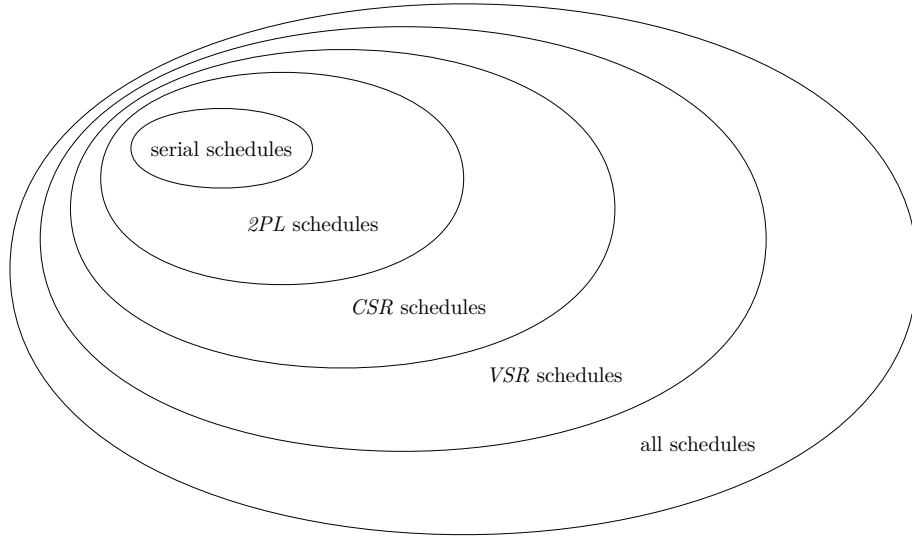 serial schedules
2PL schedules
CSR schedules
VSR schedules
all schedules